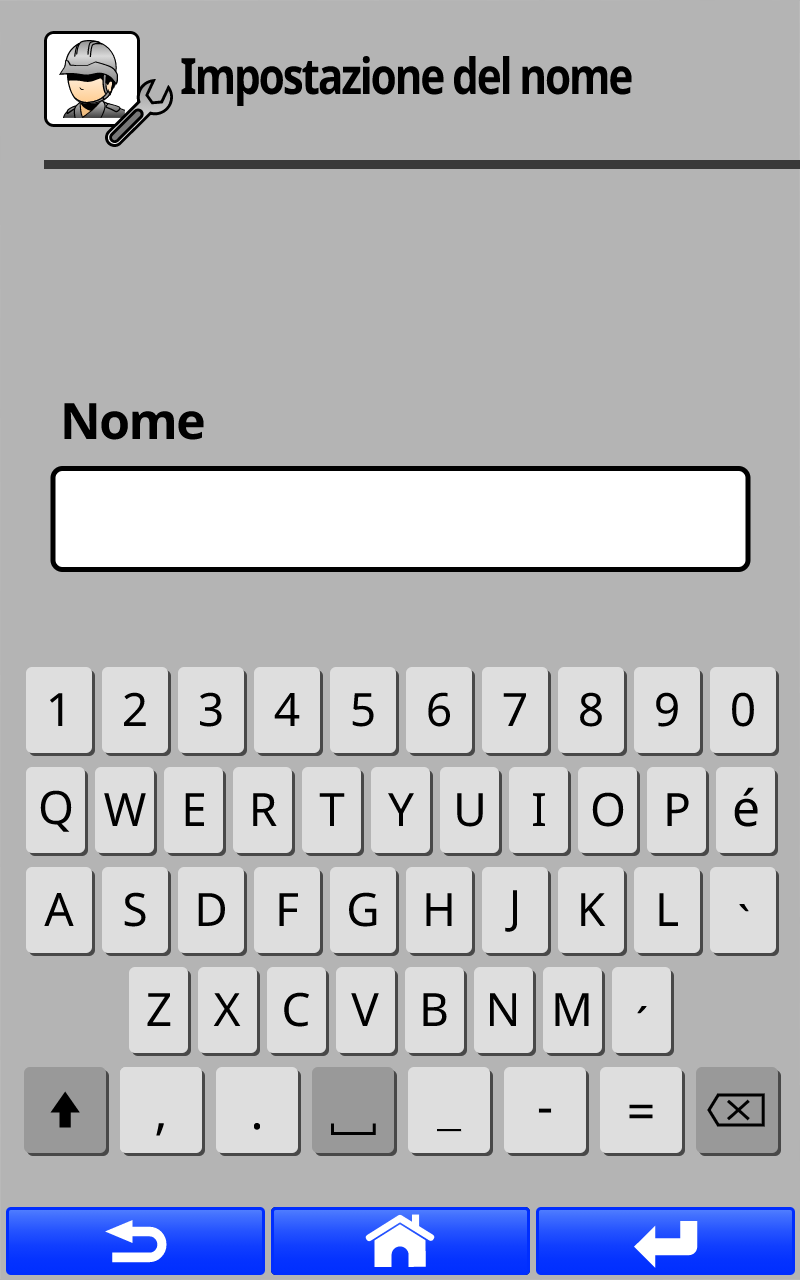 Impostazione del nome
Nome
1 2 3 4 5 6 7 8 9 0
Q W E R T Y U I O P é
A S D F G H J K L `
Z X C V B N M ´
, . _ - =